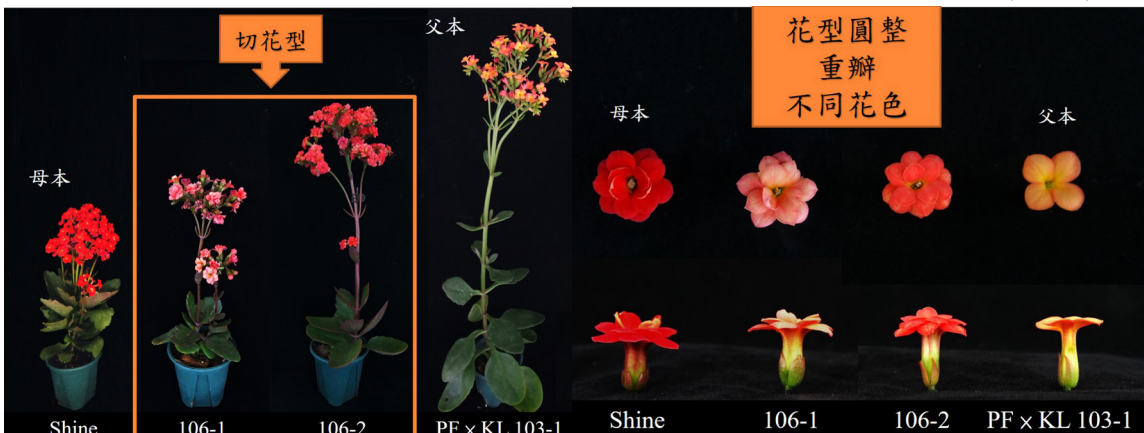 切花型
父本
母本
Shine
106-1
106-2
PF × KL 103-1
花型圓整
重瓣
不同花色
母本
父本
Shine
106-1
106-2
PF × KL 103-1